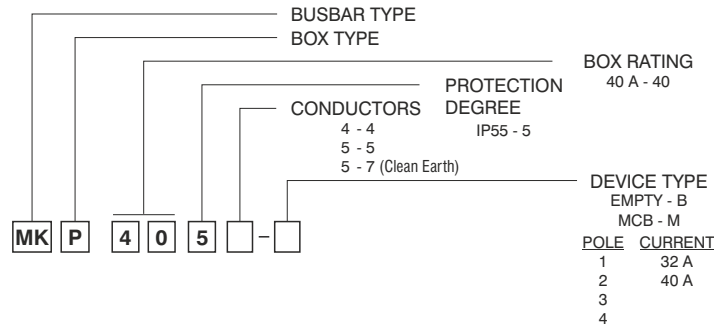 BUSBAR TYPE
BOX TYPE
BOX RATING
40 A - 40
PROTECTION
DEGREE
IP55 - 5
CONDUCTORS
4 - 4
5 - 5
5 - 7 (Clean Earth)
DEVICE TYPE
EMPTY - B
MCB - M
POLE CURRENT
1 32 A
2 40 A
3
4
MK P 4 0 5 -